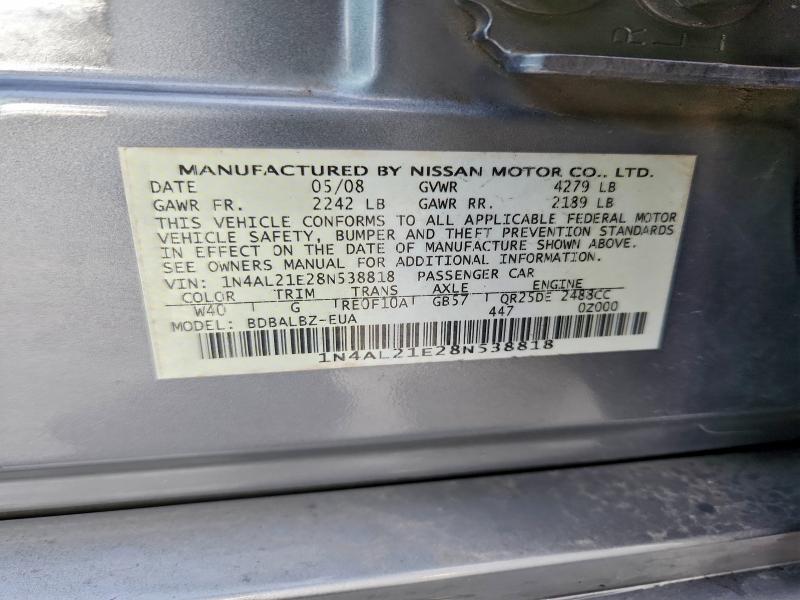 R L
MANUFACTURED BY NISSAN MOTOR CO., LTD.
DATE 05/08 GVWR 4279 LB
GAWR FR. 2242 LB GAWR RR. 2189 LB
THIS VEHICLE CONFORMS TO ALL APPLICABLE FEDERAL MOTOR
VEHICLE SAFETY, BUMPER AND THEFT PREVENTION STANDARDS
IN EFFECT ON THE DATE OF MANUFACTURE SHOWN ABOVE.
SEE OWNERS MANUAL FOR ADDITIONAL INFORMATION.
VIN: 1N4AL21E28N538818 PASSENGER CAR
COLOR TRIM TRANS AXLE ENGINE
W40 G RE0F10A GB57 QR25DE 2488CC
MODEL: BDBALBZ-EUA 447 0Z000
1N4AL21E28N538818